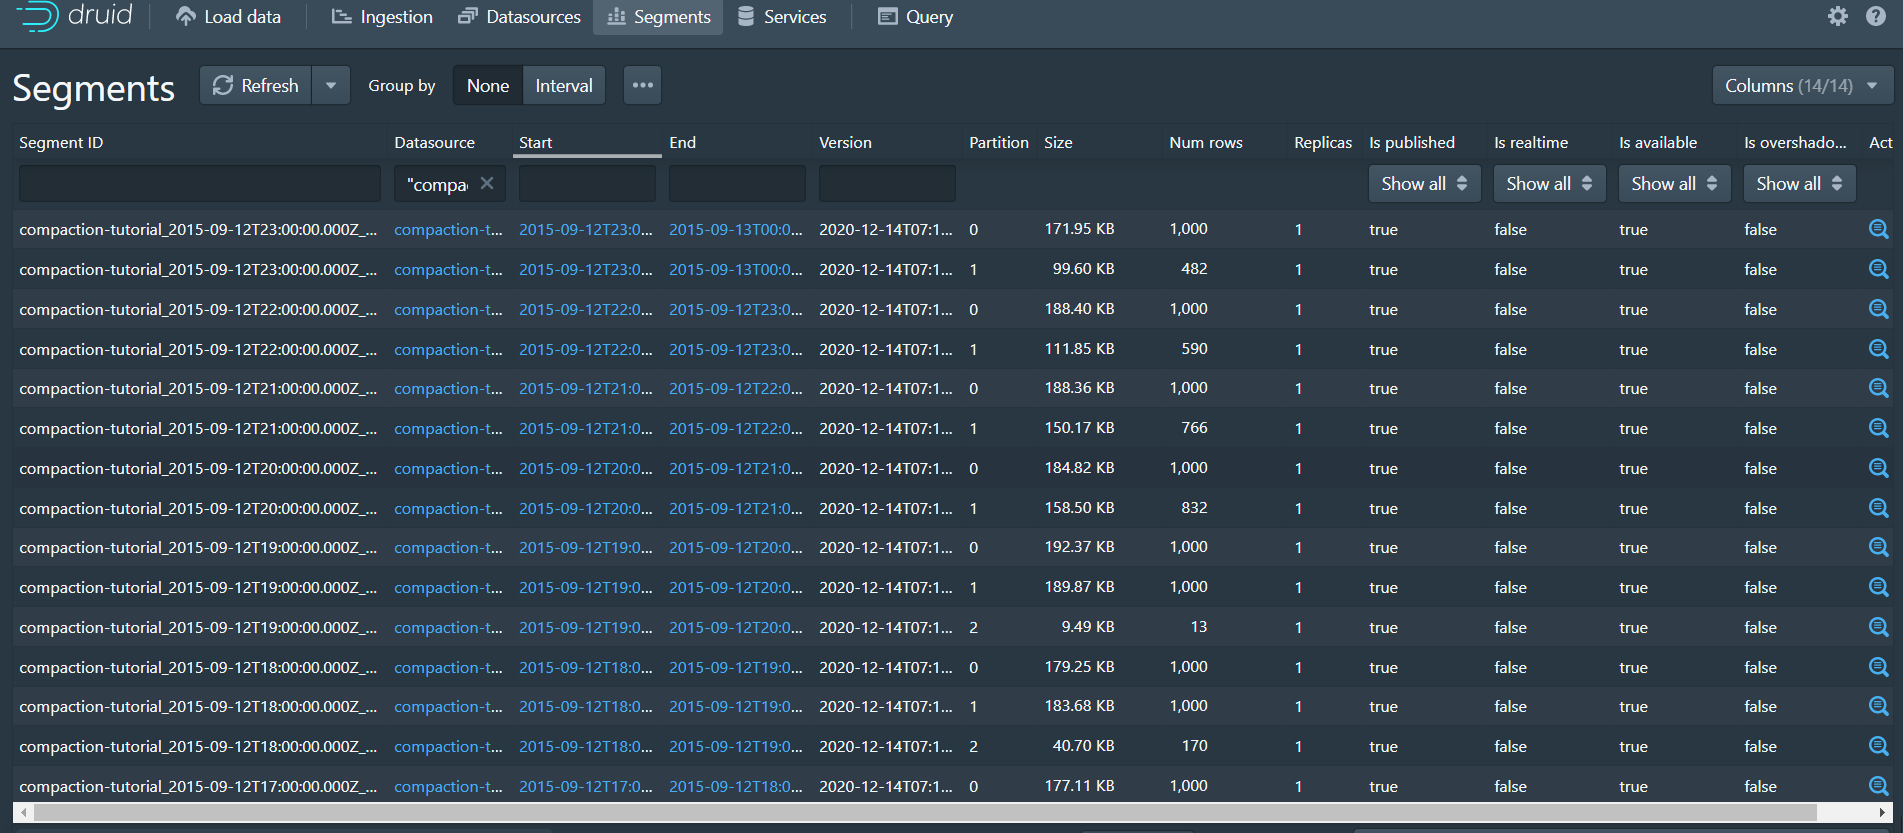 druid Load data Ingestion Datasources Segments Services Query
Segments Refresh Group by None Interval Columns (14/14)
Segment ID Datasource Start End Version Partition Size Num rows Replicas Is published Is realtime Is available Is overshado... Act
"compac Show all Show all Show all Show all
compaction-tutorial_2015-09-12T23:00:00.000Z_... compaction-t... 2015-09-12T23:0... 2015-09-13T00:0... 2020-12-14T07:1... 0 171.95 KB 1,000 1 true false true false
compaction-tutorial_2015-09-12T23:00:00.000Z_... compaction-t... 2015-09-12T23:0... 2015-09-13T00:0... 2020-12-14T07:1... 1 99.60 KB 482 1 true false true false
compaction-tutorial_2015-09-12T22:00:00.000Z_... compaction-t... 2015-09-12T22:0... 2015-09-12T23:0... 2020-12-14T07:1... 0 188.40 KB 1,000 1 true false true false
compaction-tutorial_2015-09-12T22:00:00.000Z_... compaction-t... 2015-09-12T22:0... 2015-09-12T23:0... 2020-12-14T07:1... 1 111.85 KB 590 1 true false true false
compaction-tutorial_2015-09-12T21:00:00.000Z_... compaction-t... 2015-09-12T21:0... 2015-09-12T22:0... 2020-12-14T07:1... 0 188.36 KB 1,000 1 true false true false
compaction-tutorial_2015-09-12T21:00:00.000Z_... compaction-t... 2015-09-12T21:0... 2015-09-12T22:0... 2020-12-14T07:1... 1 150.17 KB 766 1 true false true false
compaction-tutorial_2015-09-12T20:00:00.000Z_... compaction-t... 2015-09-12T20:0... 2015-09-12T21:0... 2020-12-14T07:1... 0 184.82 KB 1,000 1 true false true false
compaction-tutorial_2015-09-12T20:00:00.000Z_... compaction-t... 2015-09-12T20:0... 2015-09-12T21:0... 2020-12-14T07:1... 1 158.50 KB 832 1 true false true false
compaction-tutorial_2015-09-12T19:00:00.000Z_... compaction-t... 2015-09-12T19:0... 2015-09-12T20:0... 2020-12-14T07:1... 0 192.37 KB 1,000 1 true false true false
compaction-tutorial_2015-09-12T19:00:00.000Z_... compaction-t... 2015-09-12T19:0... 2015-09-12T20:0... 2020-12-14T07:1... 1 189.87 KB 1,000 1 true false true false
compaction-tutorial_2015-09-12T19:00:00.000Z_... compaction-t... 2015-09-12T19:0... 2015-09-12T20:0... 2020-12-14T07:1... 2 9.49 KB 13 1 true false true false
compaction-tutorial_2015-09-12T18:00:00.000Z_... compaction-t... 2015-09-12T18:0... 2015-09-12T19:0... 2020-12-14T07:1... 0 179.25 KB 1,000 1 true false true false
compaction-tutorial_2015-09-12T18:00:00.000Z_... compaction-t... 2015-09-12T18:0... 2015-09-12T19:0... 2020-12-14T07:1... 1 183.68 KB 1,000 1 true false true false
compaction-tutorial_2015-09-12T18:00:00.000Z_... compaction-t... 2015-09-12T18:0... 2015-09-12T19:0... 2020-12-14T07:1... 2 40.70 KB 170 1 true false true false
compaction-tutorial_2015-09-12T17:00:00.000Z_... compaction-t... 2015-09-12T17:0... 2015-09-12T18:0... 2020-12-14T07:1... 0 177.11 KB 1,000 1 true false true false